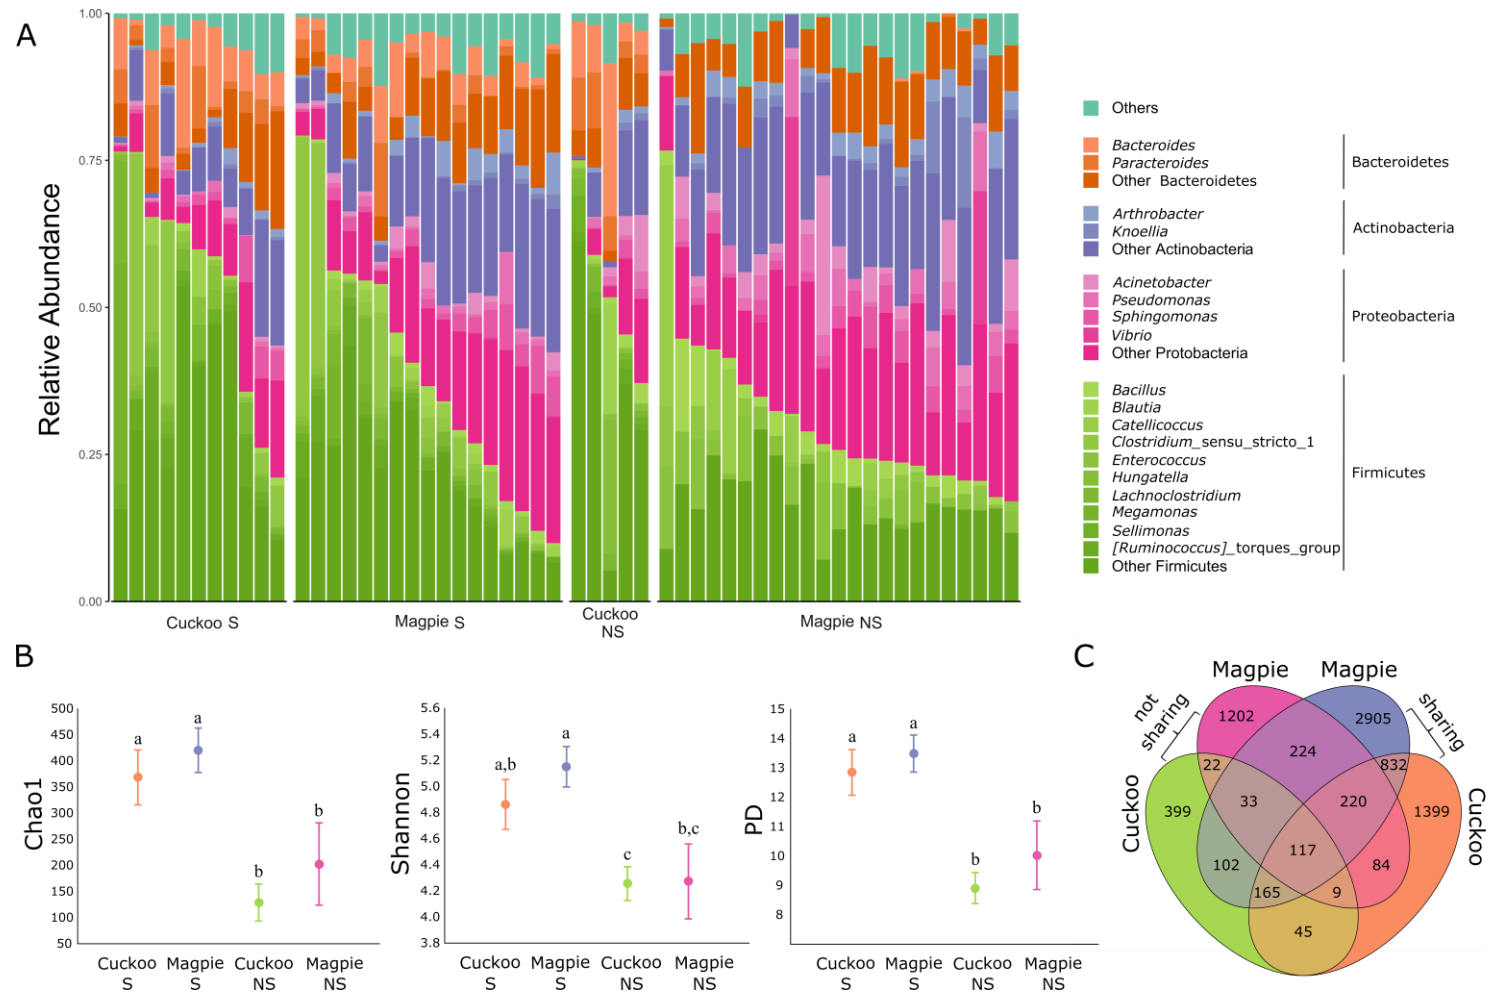 A
1.00
0.75
0.50
0.25
0.00
Relative Abundance
Cuckoo S
Magpie S
Cuckoo
NS
Magpie NS
Others
Bacteroides
Paracteroides
Other Bacteroidetes
Bacteroidetes
Arthrobacter
Knoellia
Other Actinobacteria
Actinobacteria
Acinetobacter
Pseudomonas
Sphingomonas
Vibrio
Other Protobacteria
Proteobacteria
Bacillus
Blautia
Catellicoccus
Clostridium_sensu_stricto_1
Enterococcus
Hungatella
Lachnoclostridium
Megamonas
Sellimonas
[Ruminococcus]_torques_group
Other Firmicutes
Firmicutes
B
Chao1
500
450
400
350
300
250
200
150
100
50
a
a
b
b
Cuckoo
S
Magpie
S
Cuckoo
NS
Magpie
NS
Shannon
5.6
5.4
5.2
5.0
4.8
4.6
4.4
4.2
4.0
3.8
a,b
a
c
b,c
Cuckoo
S
Magpie
S
Cuckoo
NS
Magpie
NS
PD
15
14
13
12
11
10
9
8
a
a
b
b
Cuckoo
S
Magpie
S
Cuckoo
NS
Magpie
NS
C
Magpie
Magpie
not
sharing
sharing
Cuckoo
Cuckoo
1202
2905
224
22
832
399
33
220
1399
117
102
84
165
9
45